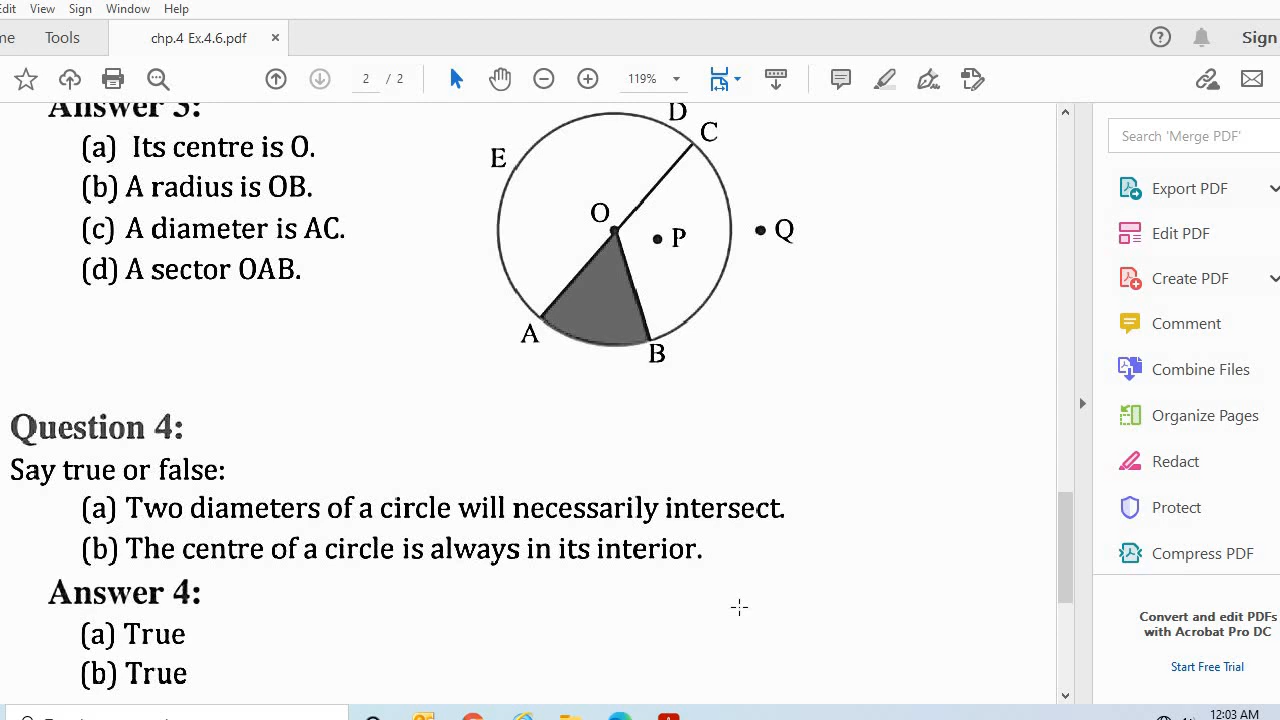 Edit View Sign Window Help
Tools
chp.4 Ex.4.6.pdf ×
Sign
2 / 2
119%
Answer 3:
(a) Its centre is O.
(b) A radius is OB.
(c) A diameter is AC.
(d) A sector OAB.
D
C
E
O
P
Q
A
B
Question 4:
Say true or false:
(a) Two diameters of a circle will necessarily intersect.
(b) The centre of a circle is always in its interior.
Answer 4:
(a) True
(b) True
Search 'Merge PDF'
Export PDF
Edit PDF
Create PDF
Comment
Combine Files
Organize Pages
Redact
Protect
Compress PDF
Convert and edit PDFs
with Acrobat Pro DC
Start Free Trial
12:03 AM